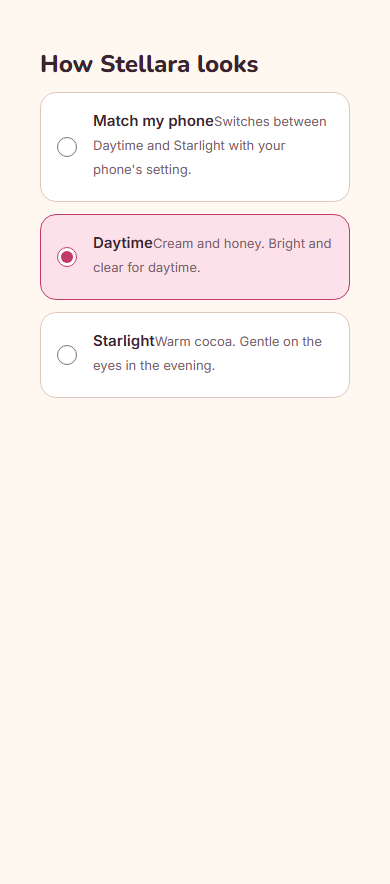 How Stellara looks
Match my phoneSwitches between
Daytime and Starlight with your
phone's setting.
DaytimeCream and honey. Bright and
clear for daytime.
StarlightWarm cocoa. Gentle on the
eyes in the evening.